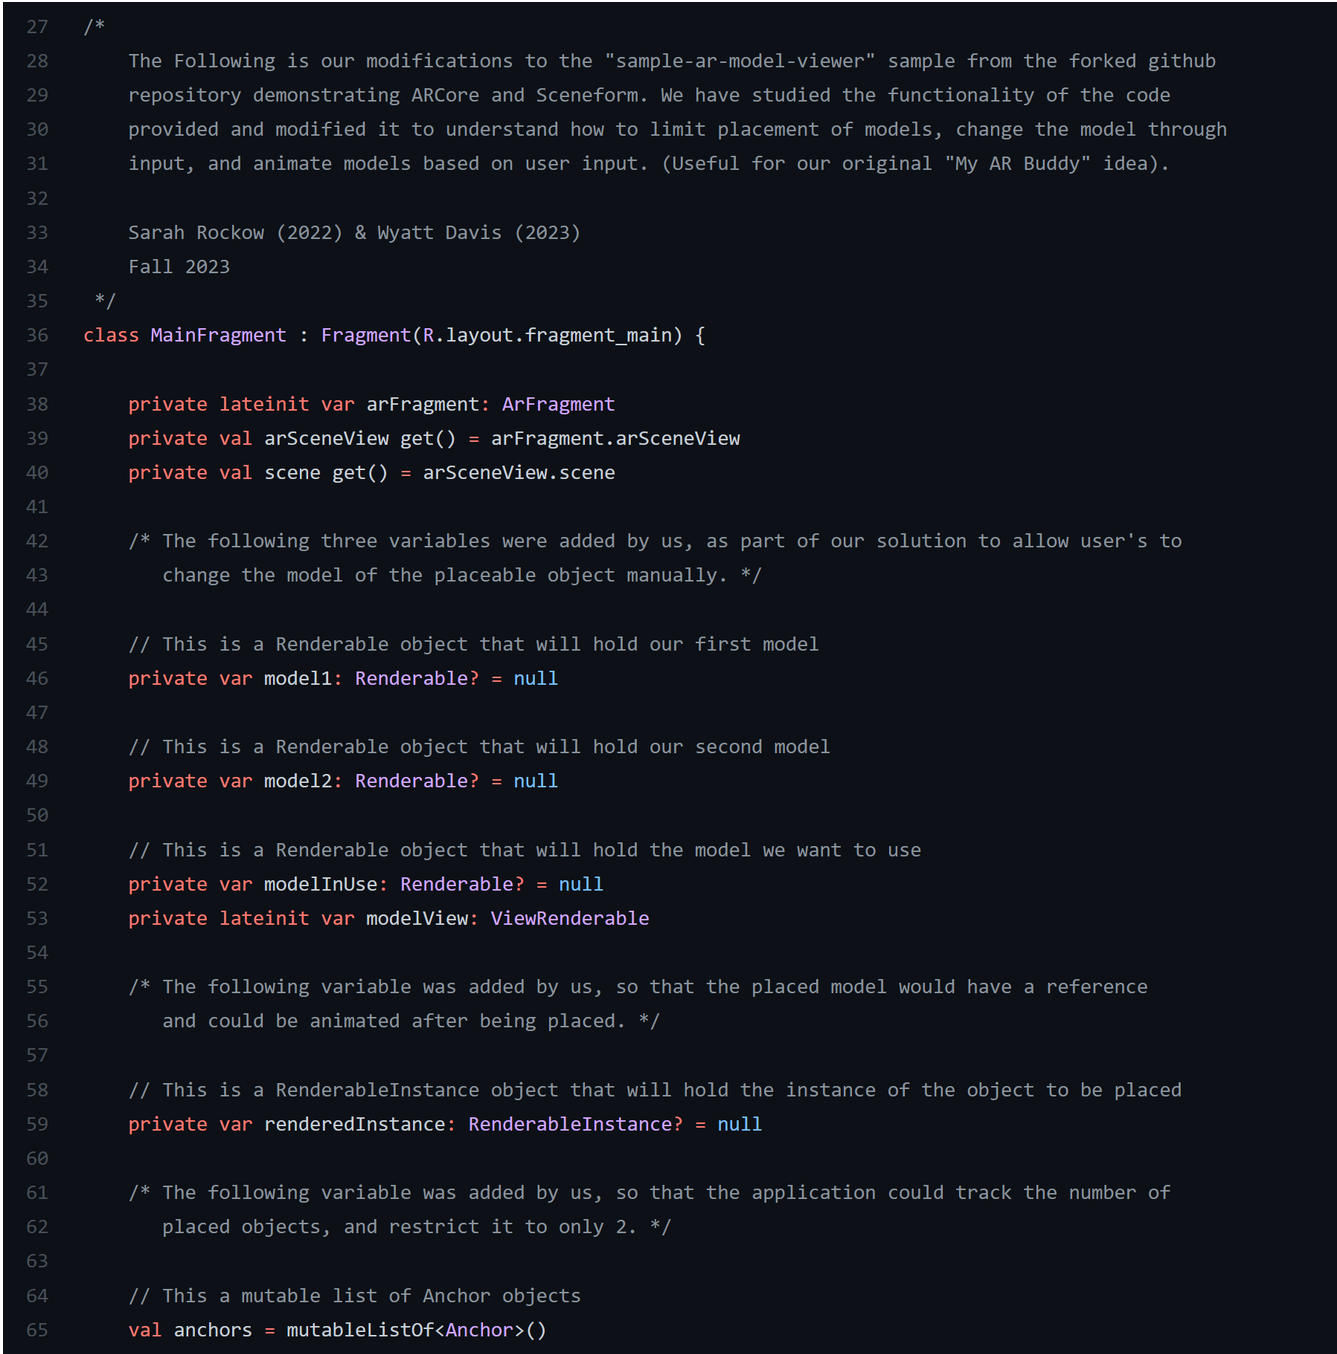 27 /*
28 The Following is our modifications to the "sample-ar-model-viewer" sample from the forked github
29 repository demonstrating ARCore and Sceneform. We have studied the functionality of the code
30 provided and modified it to understand how to limit placement of models, change the model through
31 input, and animate models based on user input. (Useful for our original "My AR Buddy" idea).
32
33 Sarah Rockow (2022) & Wyatt Davis (2023)
34 Fall 2023
35 */
36 class MainFragment : Fragment(R.layout.fragment_main) {
37
38 private lateinit var arFragment: ArFragment
39 private val arSceneView get() = arFragment.arSceneView
40 private val scene get() = arSceneView.scene
41
42 /* The following three variables were added by us, as part of our solution to allow user's to
43 change the model of the placeable object manually. */
44
45 // This is a Renderable object that will hold our first model
46 private var model1: Renderable? = null
47
48 // This is a Renderable object that will hold our second model
49 private var model2: Renderable? = null
50
51 // This is a Renderable object that will hold the model we want to use
52 private var modelInUse: Renderable? = null
53 private lateinit var modelView: ViewRenderable
54
55 /* The following variable was added by us, so that the placed model would have a reference
56 and could be animated after being placed. */
57
58 // This is a RenderableInstance object that will hold the instance of the object to be placed
59 private var renderedInstance: RenderableInstance? = null
60
61 /* The following variable was added by us, so that the application could track the number of
62 placed objects, and restrict it to only 2. */
63
64 // This a mutable list of Anchor objects
65 val anchors = mutableListOf<Anchor>()